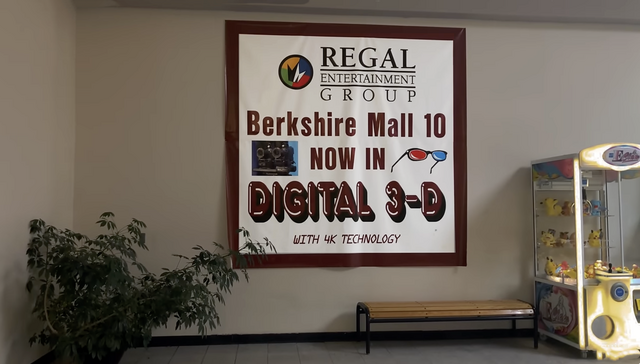 REGAL
ENTERTAINMENT
GROUP
Berkshire Mall 10
NOW IN
DIGITAL 3-D
WITH 4K TECHNOLOGY